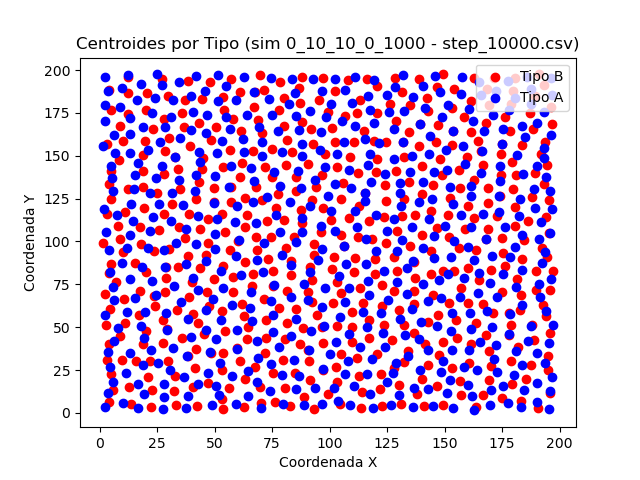 Centroides por Tipo (sim 0_10_10_0_1000 - step_10000.csv)
Tipo B
Tipo A
Coordenada Y
200
175
150
125
100
75
50
25
0
0 25 50 75 100 125 150 175 200
Coordenada X